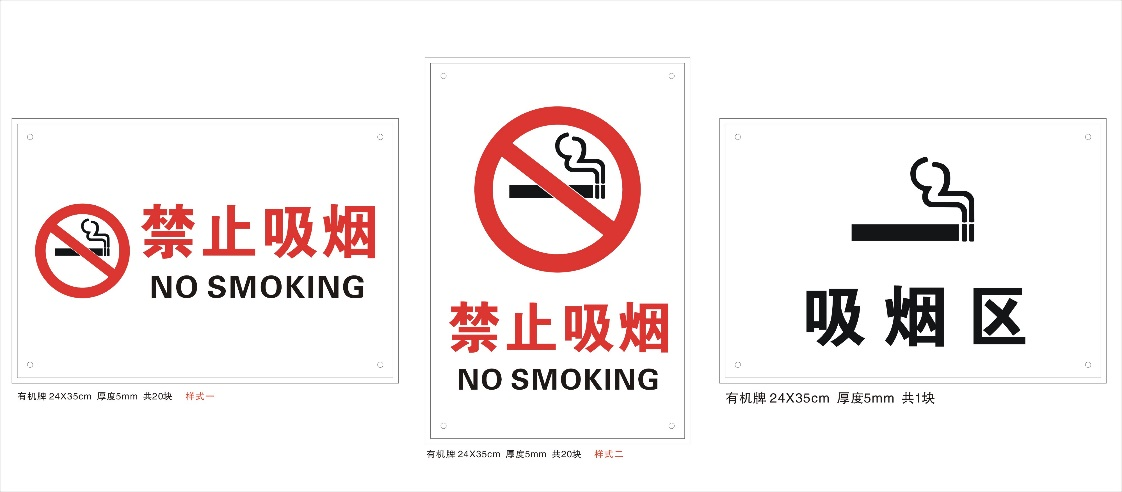 禁止吸烟
NO SMOKING
有机牌 24X35cm 厚度5mm 共20块 样式一
禁止吸烟
NO SMOKING
有机牌 24X35cm 厚度5mm 共20块 样式二
吸烟区
有机牌 24X35cm 厚度5mm 共1块